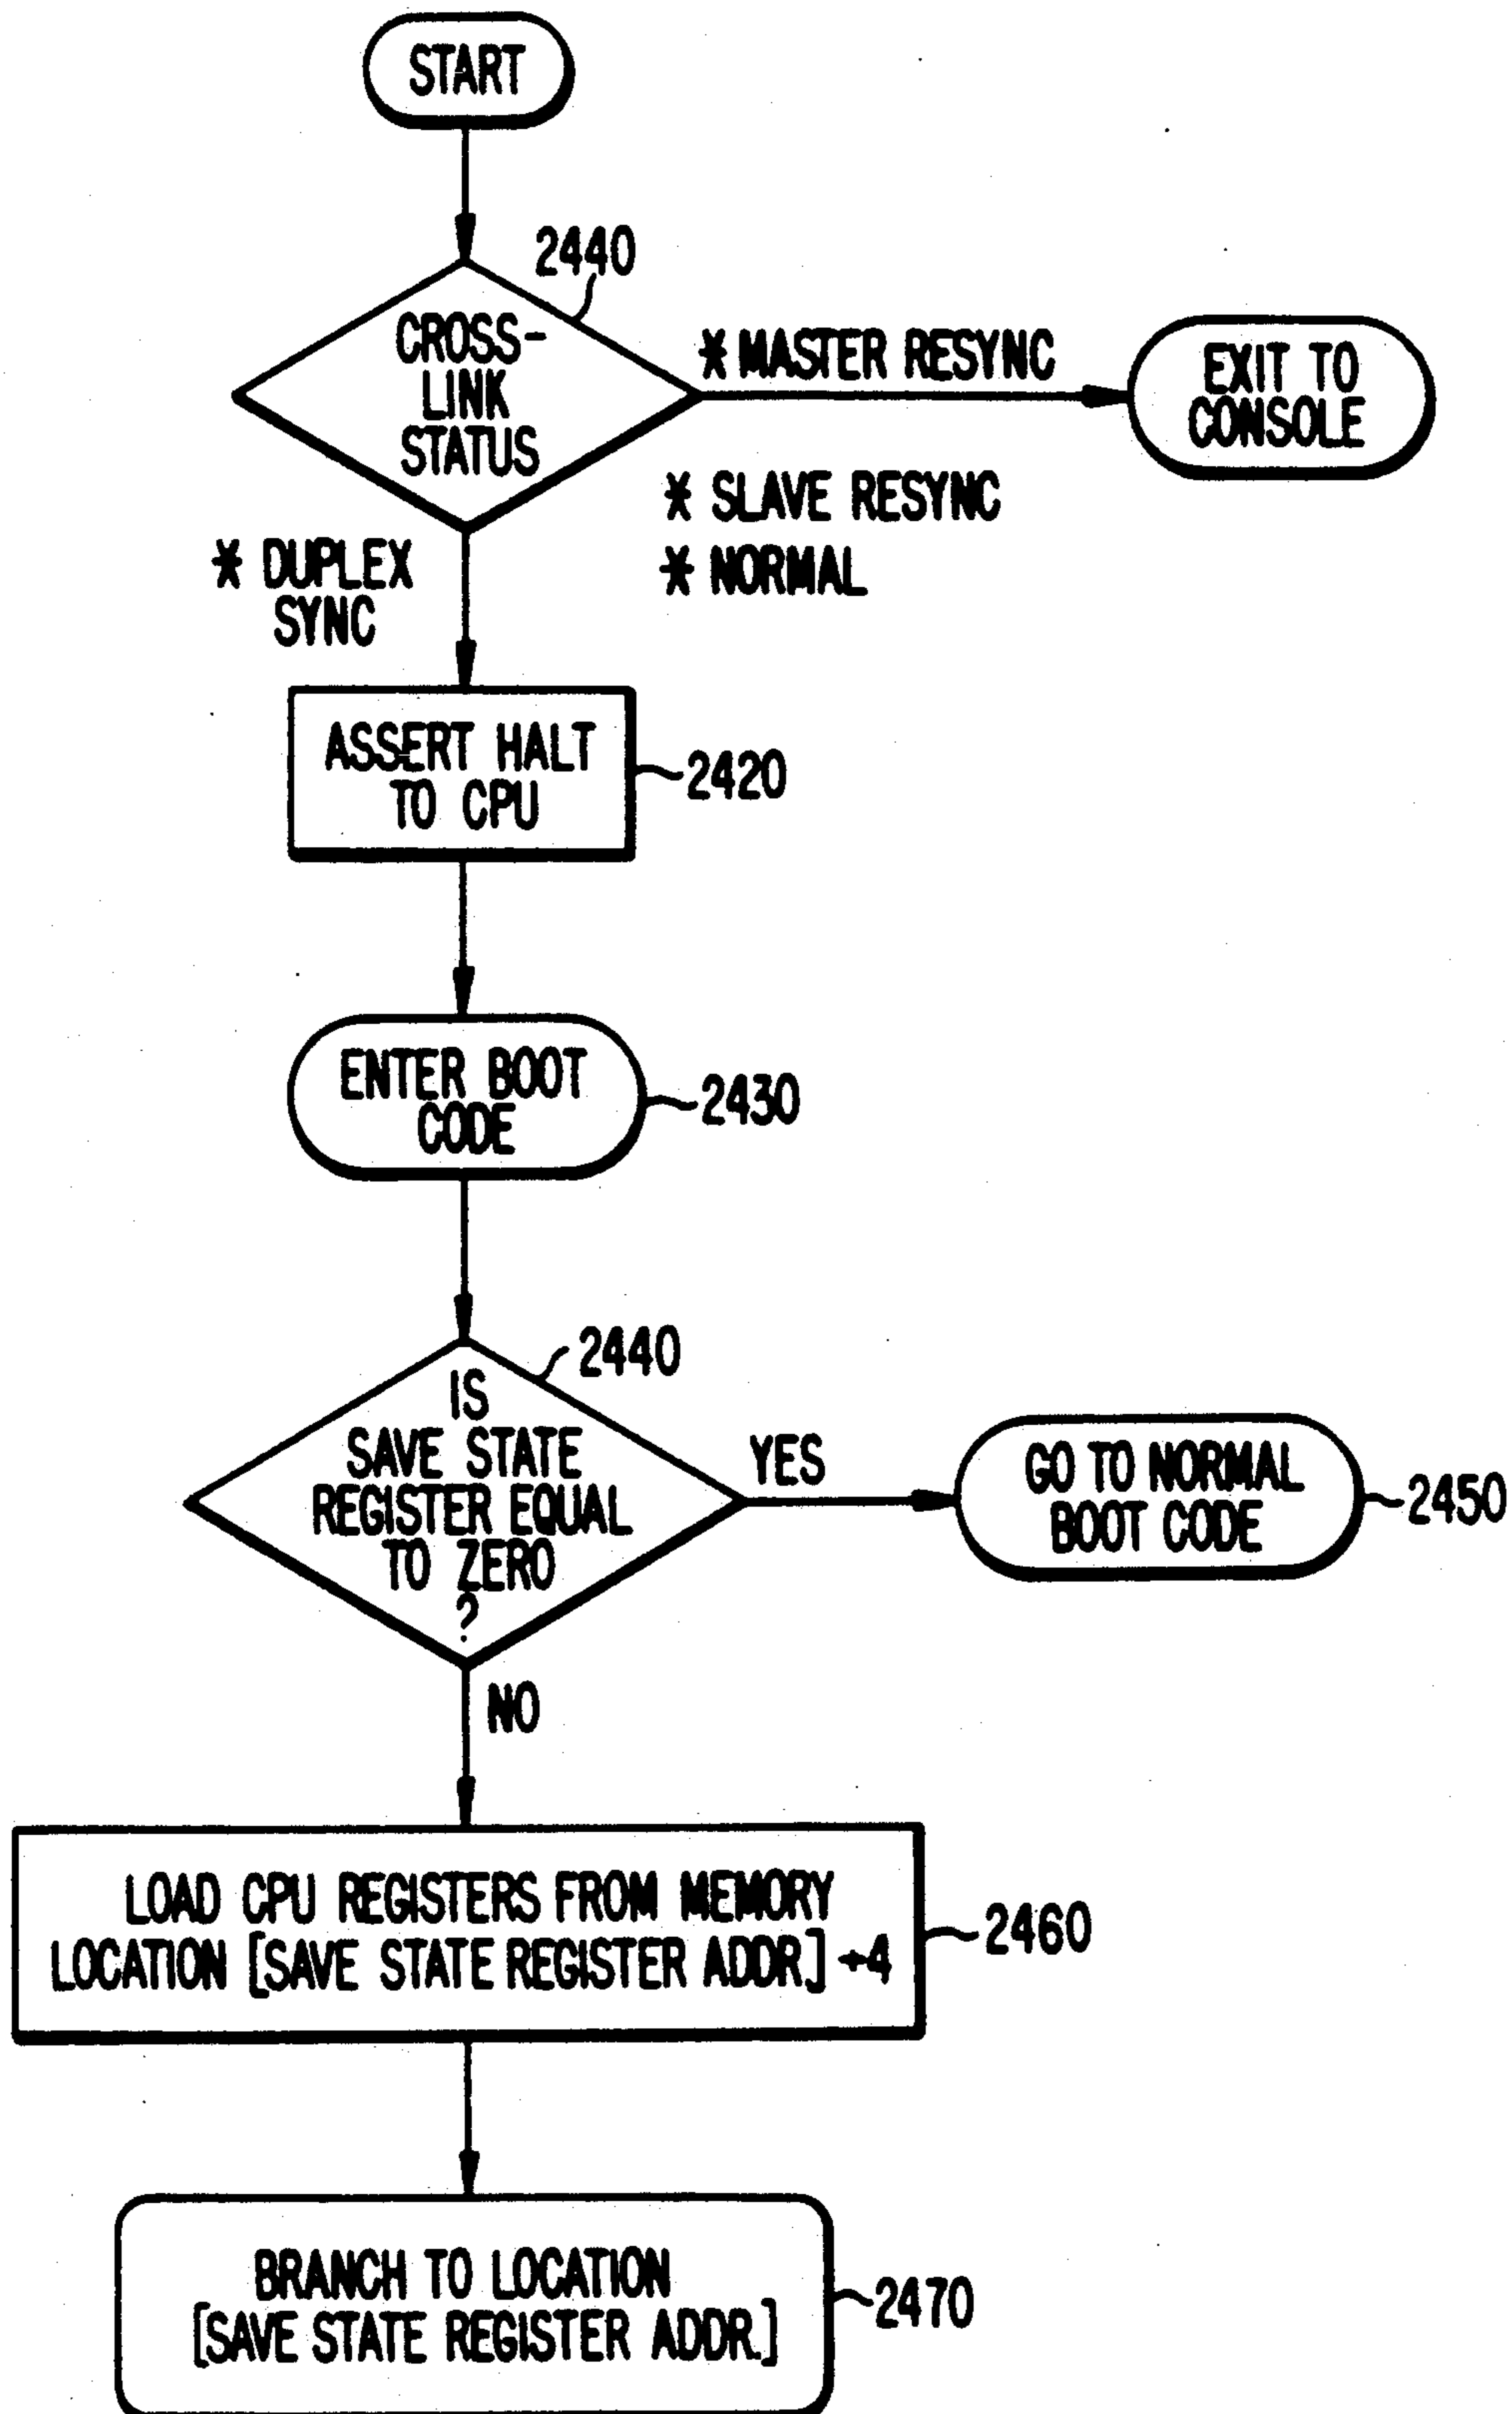 START
2440
CROSS-
LINK
STATUS
* MASTER RESYNC
EXIT TO
CONSOLE
* SLAVE RESYNC
* NORMAL
* DUPLEX
SYNC
ASSERT HALT
TO CPU
2420
ENTER BOOT
CODE
2430
2440
IS
SAVE STATE
REGISTER EQUAL
TO ZERO
?
YES
GO TO NORMAL
BOOT CODE
2450
NO
LOAD CPU REGISTERS FROM MEMORY
LOCATION [SAVE STATE REGISTER ADDR.] +4
2460
BRANCH TO LOCATION
[SAVE STATE REGISTER ADDR.]
2470